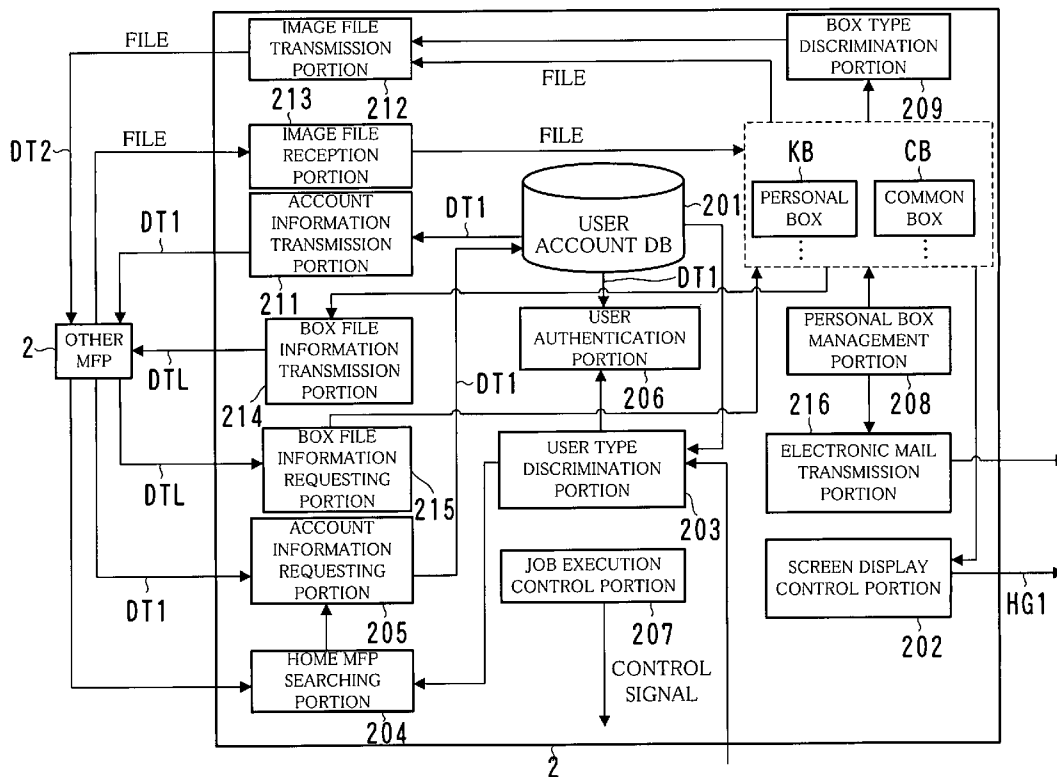 IMAGE FILE
TRANSMISSION
PORTION
212
BOX TYPE
DISCRIMINATION
PORTION
209
FILE
FILE
213
DT2
FILE
IMAGE FILE
RECEPTION
PORTION
FILE
KB
PERSONAL
BOX
⋮
CB
COMMON
BOX
⋮
ACCOUNT
INFORMATION
TRANSMISSION
PORTION
211
DT1
DT1
USER
ACCOUNT DB
201
DT1
2
OTHER
MFP
BOX FILE
INFORMATION
TRANSMISSION
PORTION
214
DTL
DT1
USER
AUTHENTICATION
PORTION
206
PERSONAL BOX
MANAGEMENT
PORTION
208
216
BOX FILE
INFORMATION
REQUESTING
PORTION
215
DTL
USER TYPE
DISCRIMINATION
PORTION
203
ELECTRONIC MAIL
TRANSMISSION
PORTION
ACCOUNT
INFORMATION
REQUESTING
PORTION
205
DT1
JOB EXECUTION
CONTROL PORTION
207
SCREEN DISPLAY
CONTROL PORTION
202
HG1
HOME MFP
SEARCHING
PORTION
204
CONTROL
SIGNAL
2